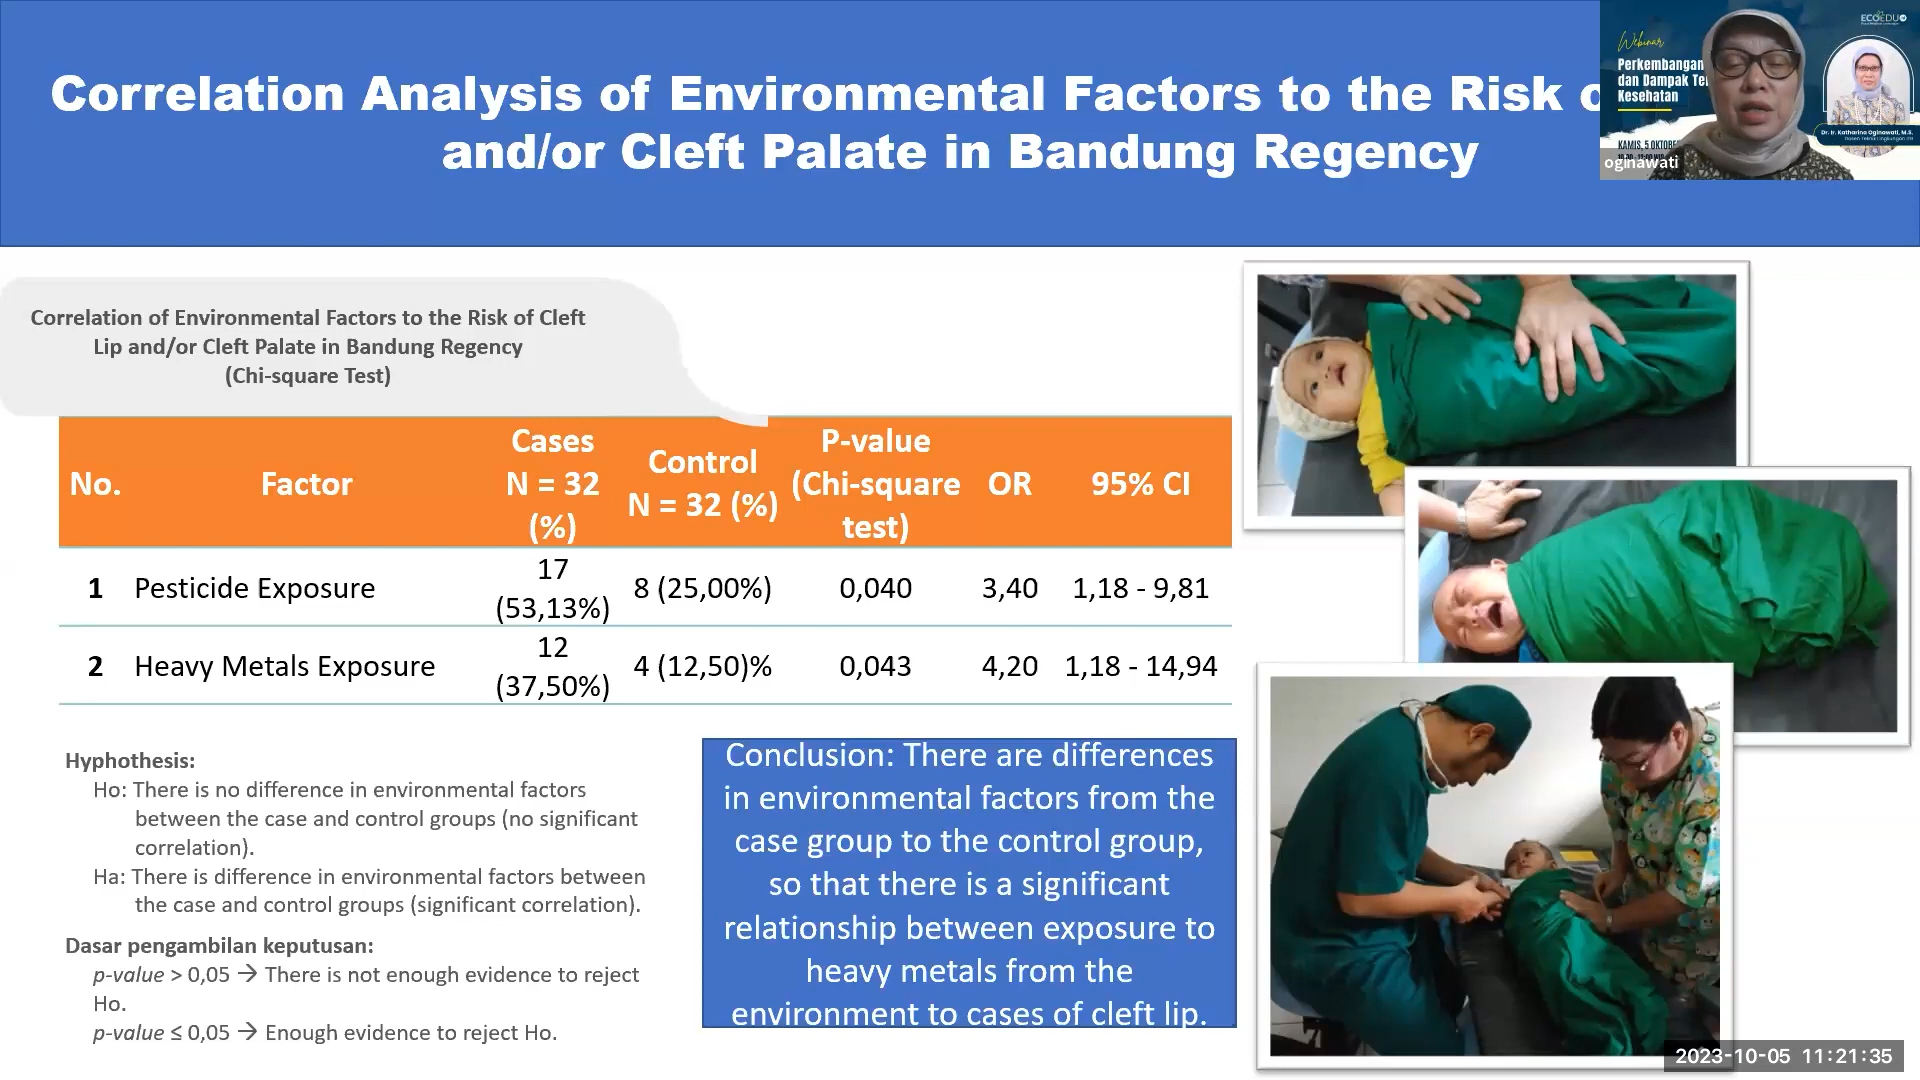 Correlation Analysis of Environmental Factors to the Risk
and/or Cleft Palate in Bandung Regency
ECOEDU
Webinar
Perkembangan
dan Dampak
Kesehatan
Dr. Ir. Katharina Oginawati, M.S.
KAMIS, 5 OKTOBER
oginawati
Correlation of Environmental Factors to the Risk of Cleft
Lip and/or Cleft Palate in Bandung Regency
(Chi-square Test)
No. Factor Cases N = 32 (%) Control N = 32 (%) P-value (Chi-square test) OR 95% CI
1 Pesticide Exposure 17 (53,13%) 8 (25,00%) 0,040 3,40 1,18 - 9,81
2 Heavy Metals Exposure 12 (37,50%) 4 (12,50)% 0,043 4,20 1,18 - 14,94
Hyphothesis:
Ho: There is no difference in environmental factors
between the case and control groups (no significant
correlation).
Ha: There is difference in environmental factors between
the case and control groups (significant correlation).
Dasar pengambilan keputusan:
p-value > 0,05 → There is not enough evidence to reject
Ho.
p-value ≤ 0,05 → Enough evidence to reject Ho.
Conclusion: There are differences
in environmental factors from the
case group to the control group,
so that there is a significant
relationship between exposure to
heavy metals from the
environment to cases of cleft lip.
2023-10-05 11:21:35